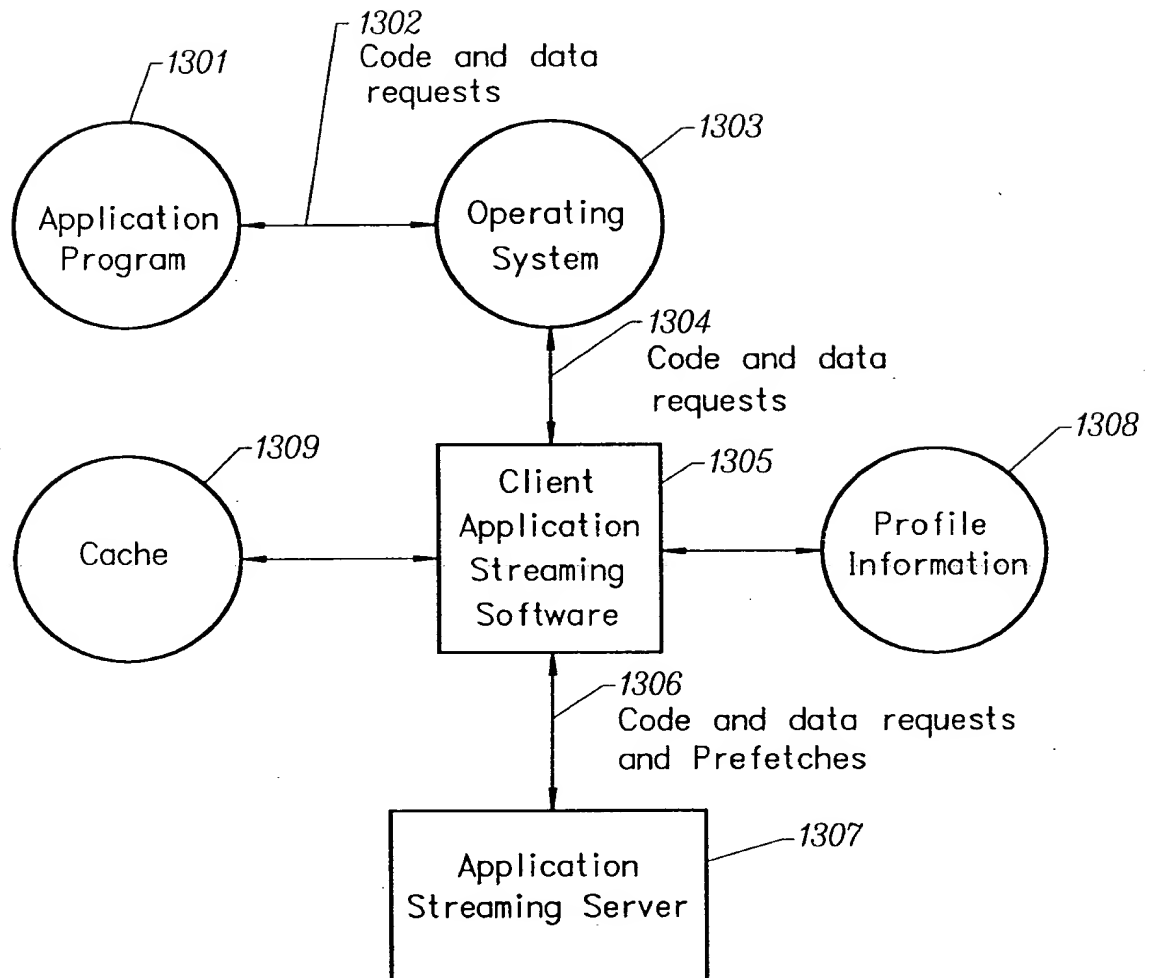 1302
Code and data
requests
1301
1303
Application
Program
Operating
System
1304
Code and data
requests
1309
1305
1308
Cache
Client
Application
Streaming
Software
Profile
Information
1306
Code and data requests
and Prefetches
1307
Application
Streaming Server